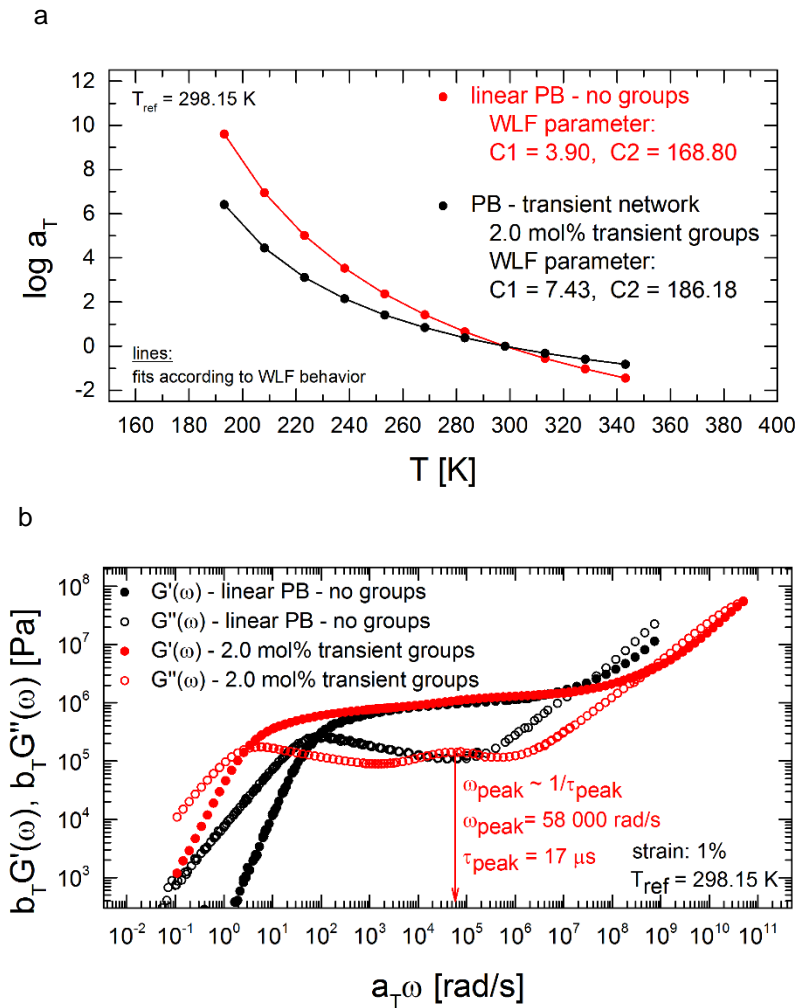 a
T_ref = 298.15 K
linear PB - no groups
WLF parameter:
C1 = 3.90, C2 = 168.80
PB - transient network
2.0 mol% transient groups
WLF parameter:
C1 = 7.43, C2 = 186.18
lines:
fits according to WLF behavior
log a_T
12
10
8
6
4
2
0
-2
160 180 200 220 240 260 280 300 320 340 360 380 400
T [K]
b
G'(ω) - linear PB - no groups
G''(ω) - linear PB - no groups
G'(ω) - 2.0 mol% transient groups
G''(ω) - 2.0 mol% transient groups
b_TG'(ω), b_TG''(ω) [Pa]
10^8
10^7
10^6
10^5
10^4
10^3
ω_peak ~ 1/τ_peak
ω_peak = 58 000 rad/s
τ_peak = 17 μs
strain: 1%
T_ref = 298.15 K
10^-2 10^-1 10^0 10^1 10^2 10^3 10^4 10^5 10^6 10^7 10^8 10^9 10^10 10^11
a_Tω [rad/s]